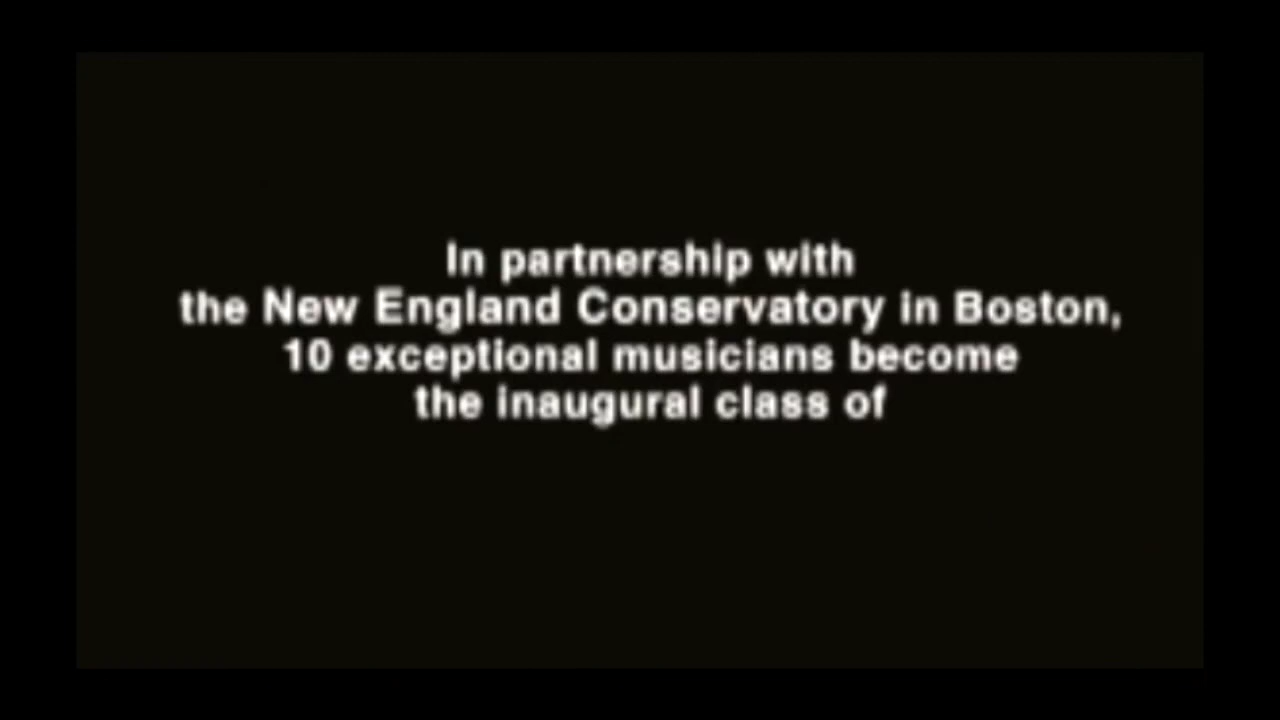 In partnership with
the New England Conservatory in Boston,
10 exceptional musicians become
the inaugural class of